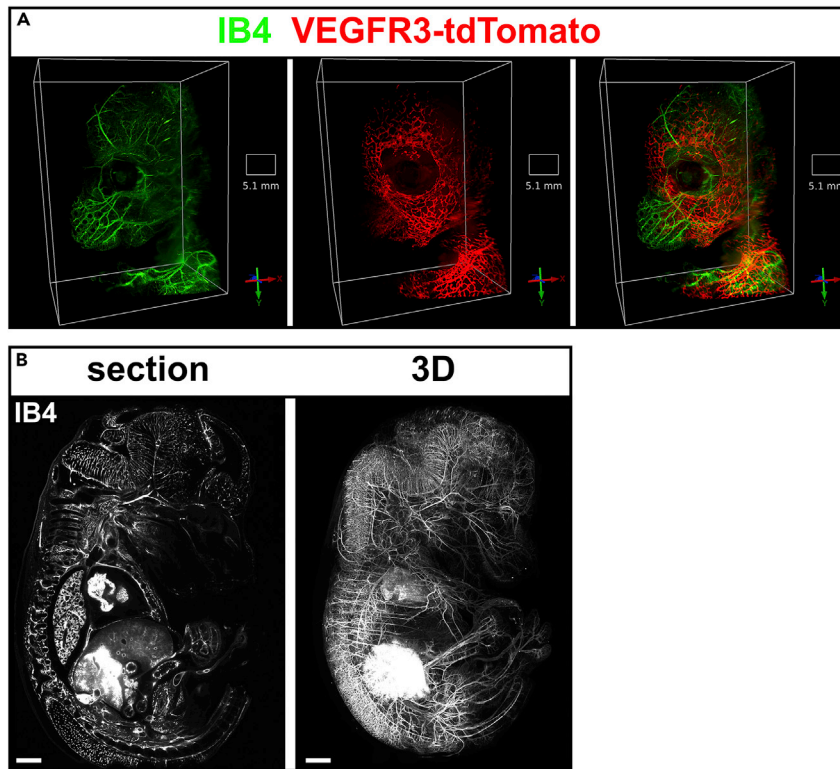 A
IB4 VEGFR3-tdTomato
5.1 mm
5.1 mm
5.1 mm
X
Y
X
Y
X
Y
B
section 3D
IB4